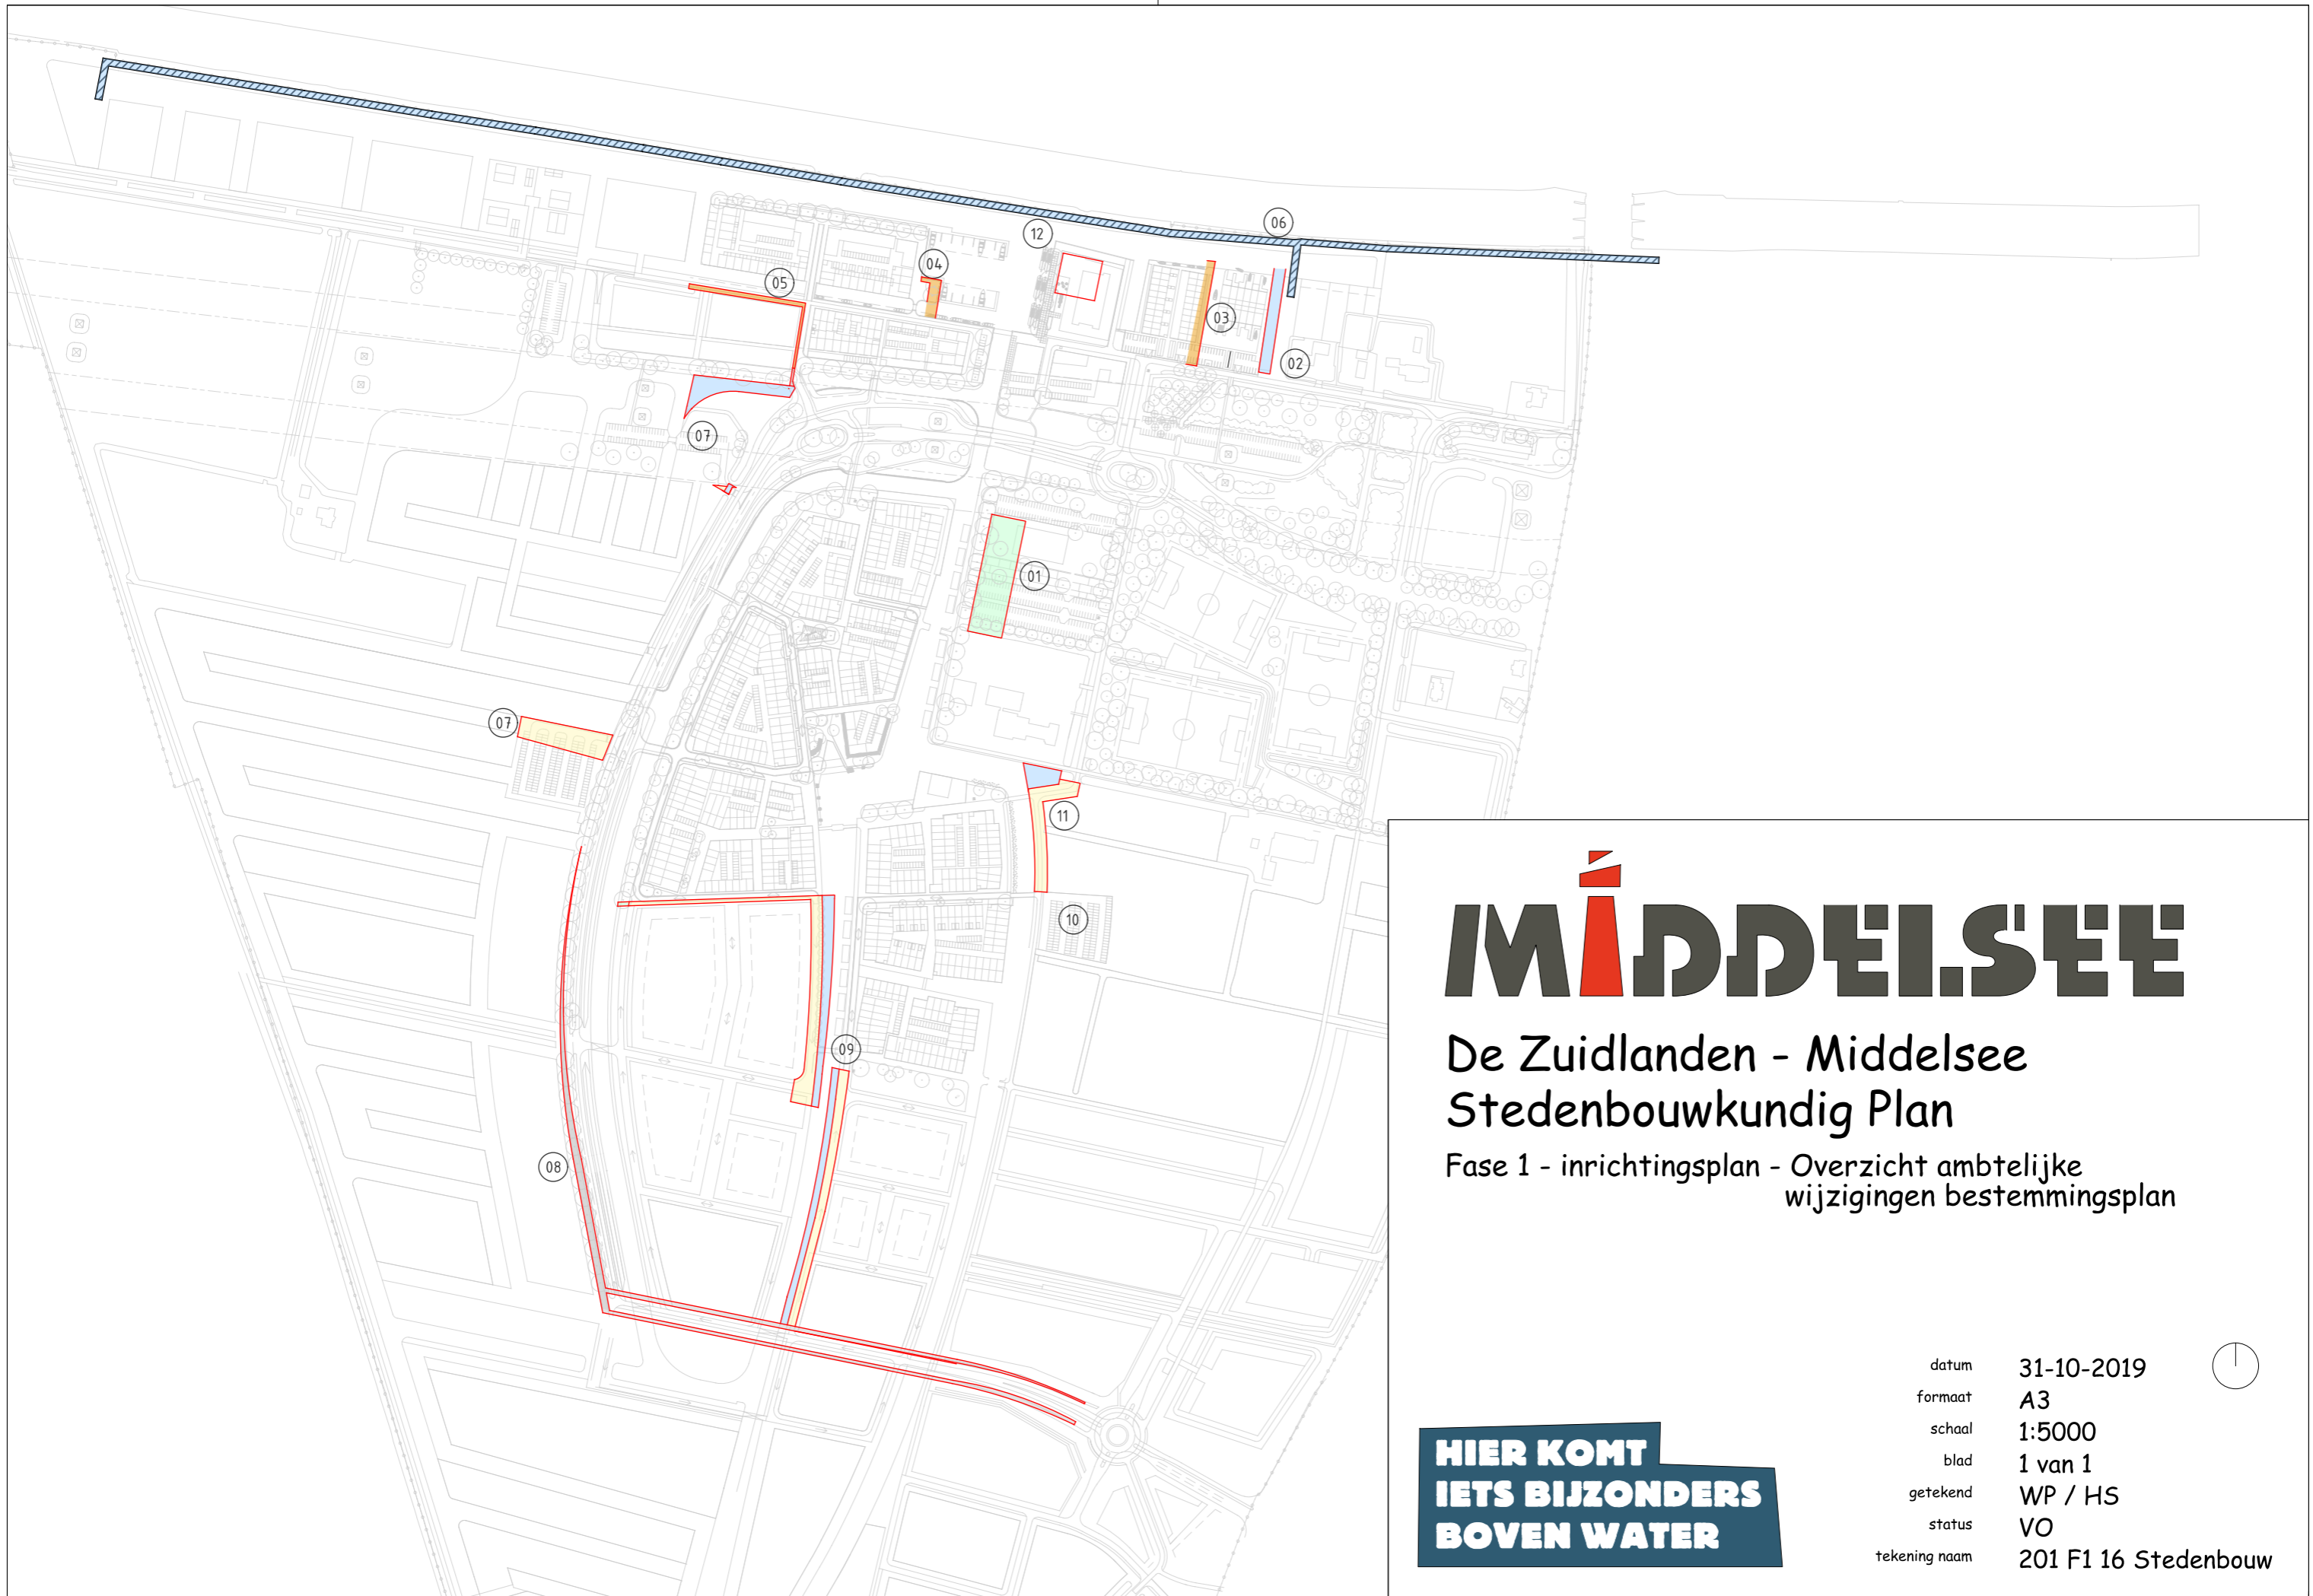 06
12
04
05
03
02
07
01
07
11
10
09
08
MÍDDELSEE
De Zuidlanden - Middelsee
Stedenbouwkundig Plan
Fase 1 - inrichtingsplan - Overzicht ambtelijke
wijzigingen bestemmingsplan
datum 31-10-2019
formaat A3
schaal 1:5000
blad 1 van 1
getekend WP / HS
status VO
tekening naam 201 F1 16 Stedenbouw
HIER KOMT
IETS BIJZONDERS
BOVEN WATER